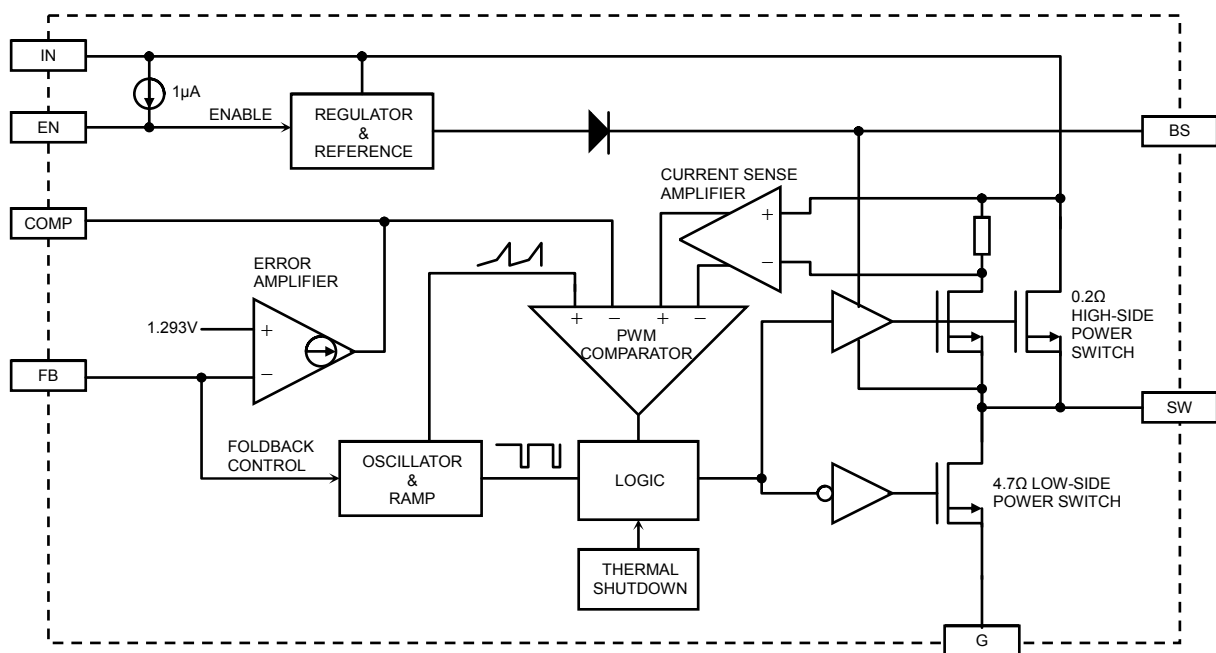 IN
1µA
EN
ENABLE
REGULATOR
&
REFERENCE
BS
CURRENT SENSE
AMPLIFIER
COMP
+
−
ERROR
AMPLIFIER
1.293V
+
−
+
−
+
−
PWM
COMPARATOR
0.2Ω
HIGH-SIDE
POWER
SWITCH
FB
SW
FOLDBACK
CONTROL
OSCILLATOR
&
RAMP
LOGIC
4.7Ω LOW-SIDE
POWER SWITCH
THERMAL
SHUTDOWN
G